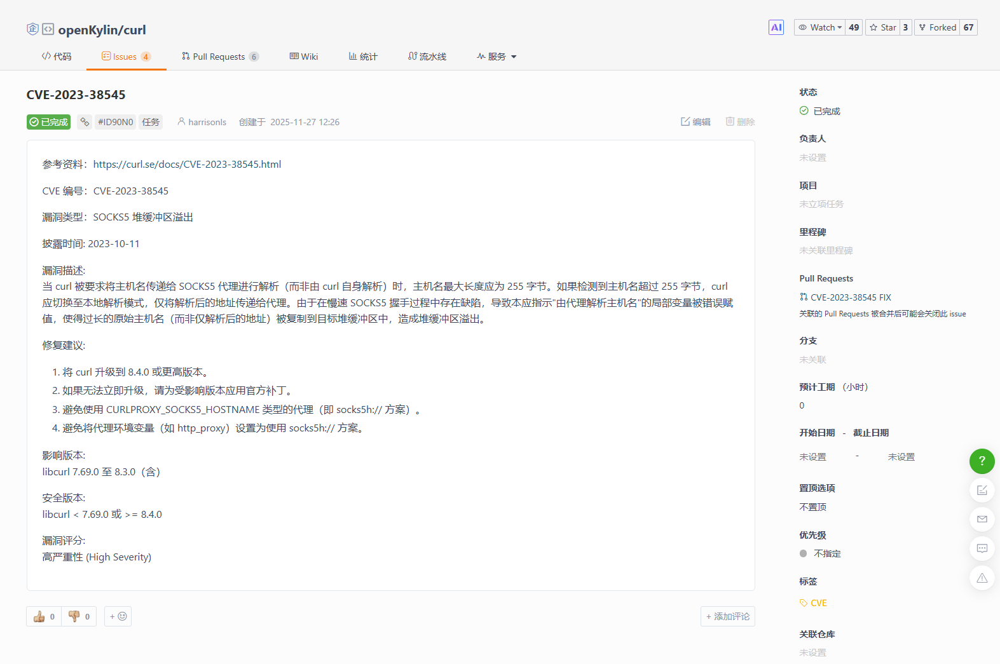 企 openKylin/curl
AI Watch 49 Star 3 Forked 67
代码 Issues 4 Pull Requests 6 Wiki 统计 流水线 服务
CVE-2023-38545
已完成 #ID90N0 任务 harrisonls 创建于 2025-11-27 12:26 编辑 删除
参考资料：https://curl.se/docs/CVE-2023-38545.html
CVE 编号：CVE-2023-38545
漏洞类型：SOCKS5 堆缓冲区溢出
披露时间: 2023-10-11
漏洞描述:
当 curl 被要求将主机名传递给 SOCKS5 代理进行解析（而非由 curl 自身解析）时，主机名最大长度应为 255 字节。如果检测到主机名超过 255 字节，curl
应切换至本地解析模式，仅将解析后的地址传递给代理。由于在慢速 SOCKS5 握手过程中存在缺陷，导致本应指示"由代理解析主机名"的局部变量被错误赋
值，使得过长的原始主机名（而非仅解析后的地址）被复制到目标堆缓冲区中，造成堆缓冲区溢出。
修复建议:
1. 将 curl 升级到 8.4.0 或更高版本。
2. 如果无法立即升级，请为受影响版本应用官方补丁。
3. 避免使用 CURLPROXY_SOCKS5_HOSTNAME 类型的代理（即 socks5h:// 方案）。
4. 避免将代理环境变量（如 http_proxy）设置为使用 socks5h:// 方案。
影响版本:
libcurl 7.69.0 至 8.3.0（含）
安全版本:
libcurl < 7.69.0 或 >= 8.4.0
漏洞评分:
高严重性 (High Severity)
0 0 +
+ 添加评论
状态
已完成
负责人
未设置
项目
未立项任务
里程碑
未关联里程碑
Pull Requests
CVE-2023-38545 FIX
关联的 Pull Requests 被合并后可能会关闭此 issue
分支
未关联
预计工期 （小时）
0
开始日期 - 截止日期
未设置 - 未设置
置顶选项
不置顶
优先级
不指定
标签
CVE
关联仓库
未设置
?